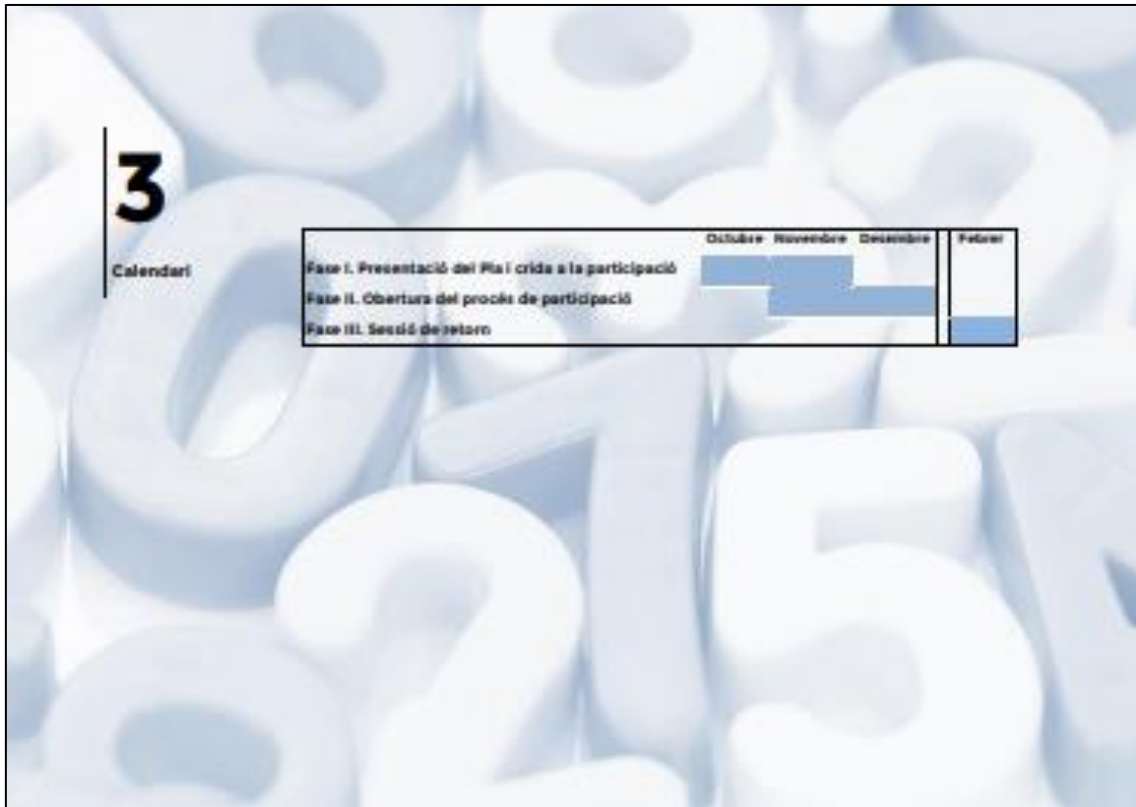 3
Calendari
Octubre Novembre Desembre Febrer
Fase I. Presentació del Pla i crida a la participació
Fase II. Obertura del procés de participació
Fase III. Sessió de retorn